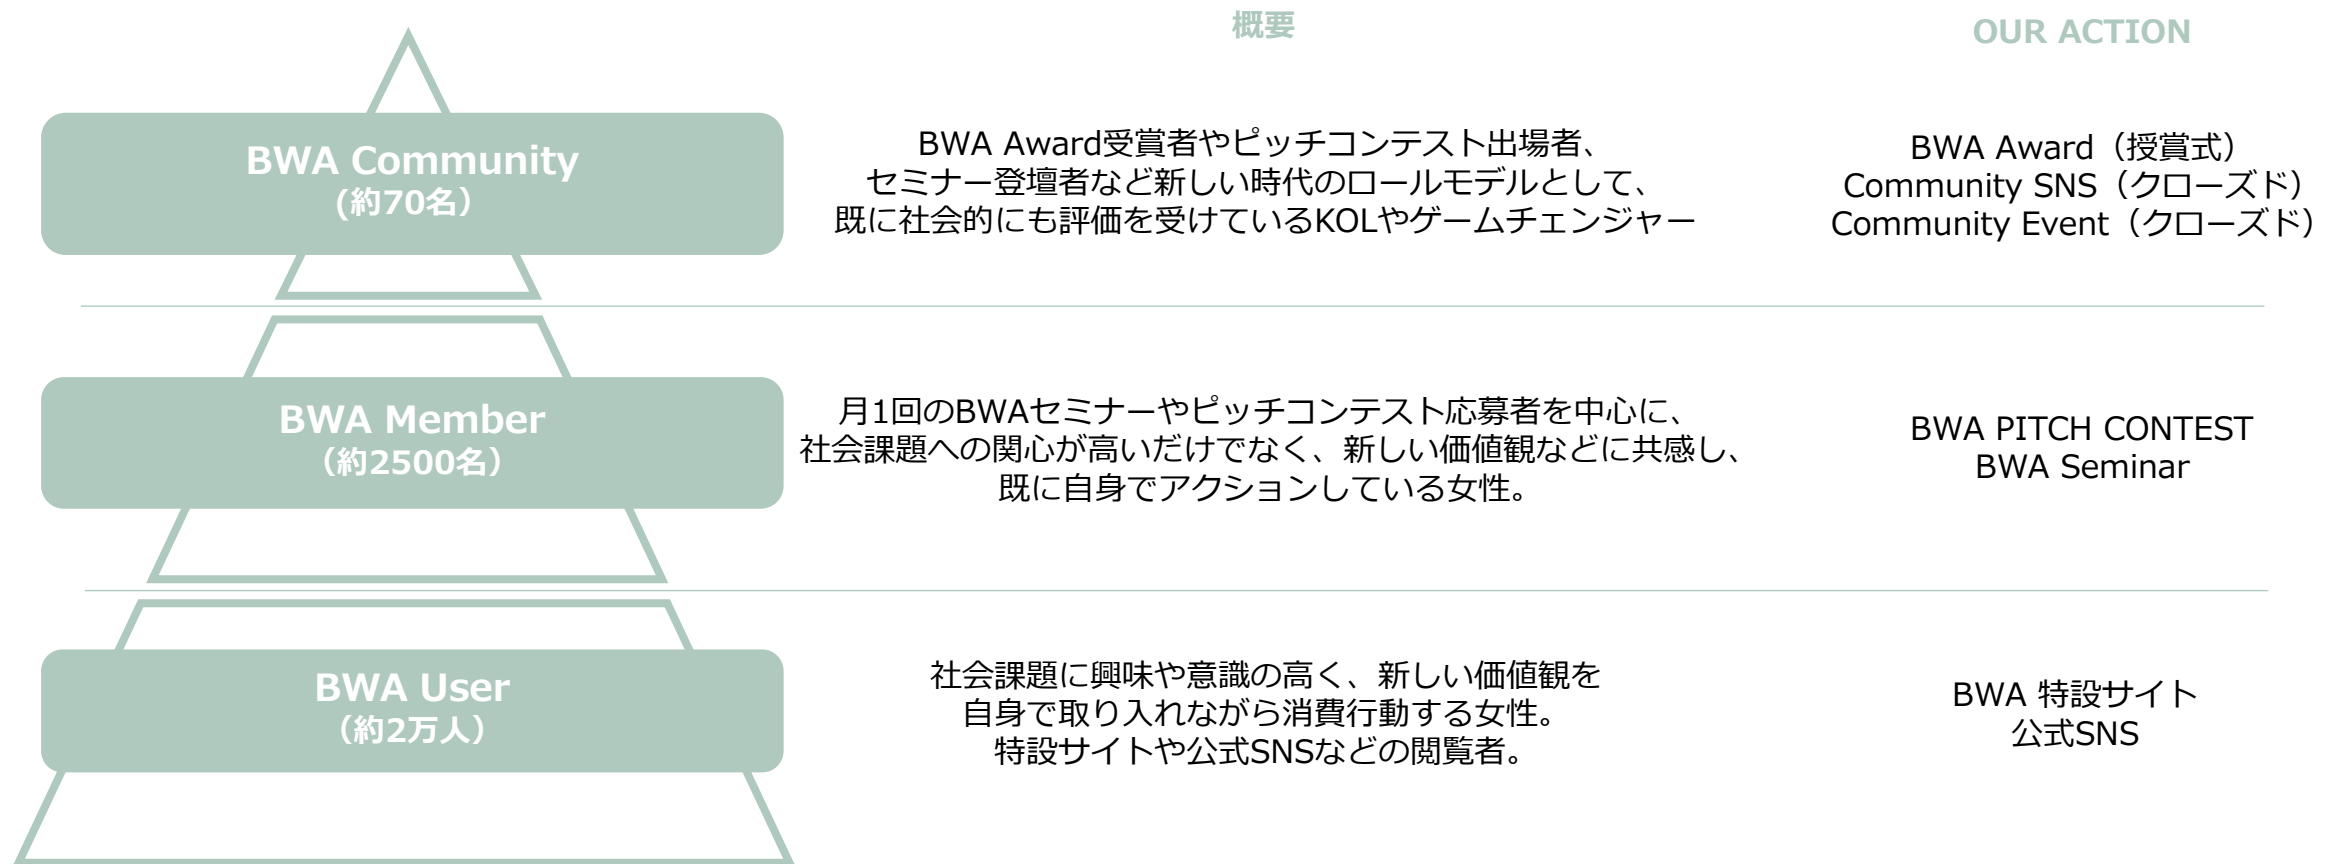 概要
OUR ACTION
BWA Community
(約70名）
BWA Award受賞者やピッチコンテスト出場者、
セミナー登壇者など新しい時代のロールモデルとして、
既に社会的にも評価を受けているKOLやゲームチェンジャー
BWA Award（授賞式）
Community SNS（クローズド）
Community Event（クローズド）
BWA Member
（約2500名）
月1回のBWAセミナーやピッチコンテスト応募者を中心に、
社会課題への関心が高いだけでなく、新しい価値観などに共感し、
既に自身でアクションしている女性。
BWA PITCH CONTEST
BWA Seminar
BWA User
（約2万人）
社会課題に興味や意識の高く、新しい価値観を
自身で取り入れながら消費行動する女性。
特設サイトや公式SNSなどの閲覧者。
BWA 特設サイト
公式SNS